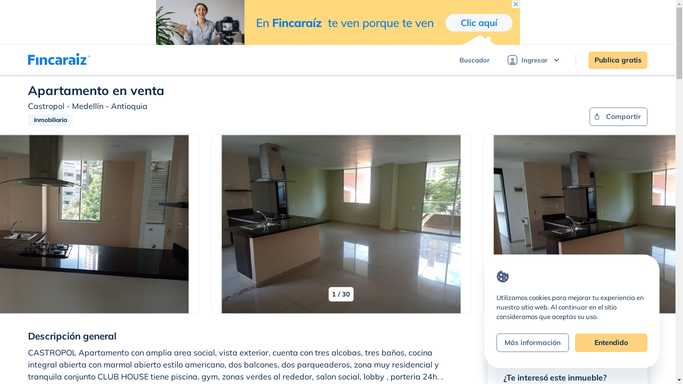 En Fincaraíz te ven porque te ven
Clic aquí
Fincaraiz
Buscador
Ingresar
Publica gratis
Apartamento en venta
Castropol - Medellín - Antioquia
Inmobiliaria
Compartir
1 / 30
Utilizamos cookies para mejorar tu experiencia en
nuestro sitio web. Al continuar en el sitio
consideramos que aceptas su uso.
Más información
Entendido
Descripción general
CASTROPOL Apartamento con amplia area social, vista exterior, cuenta con tres alcobas, tres baños, cocina
integral abierta con marmol abierto estilo americano, dos balcones, dos parqueaderos, zona muy residencial y
tranquila conjunto CLUB HOUSE tiene piscina, gym, zonas verdes al rededor, salon social, lobby , porteria 24h. .
¿Te interesó este inmueble?